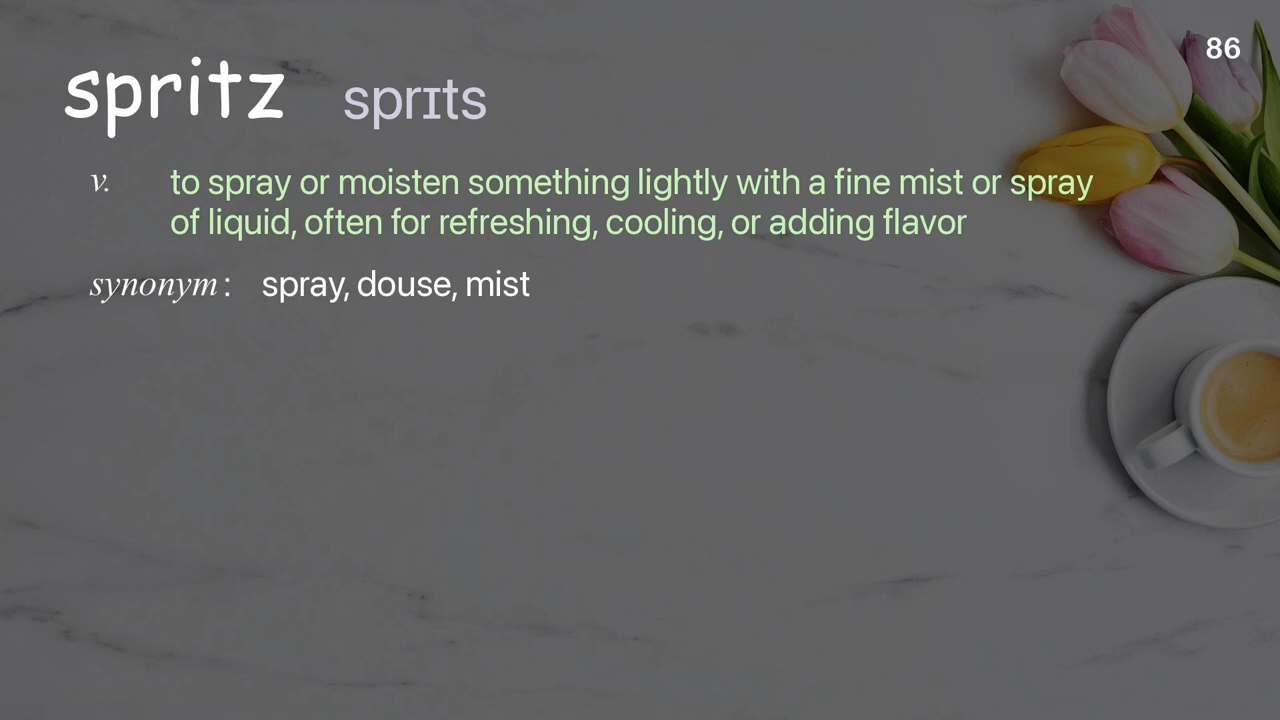 86
spritz sprɪts
v. to spray or moisten something lightly with a fine mist or spray
of liquid, often for refreshing, cooling, or adding flavor
synonym : spray, douse, mist